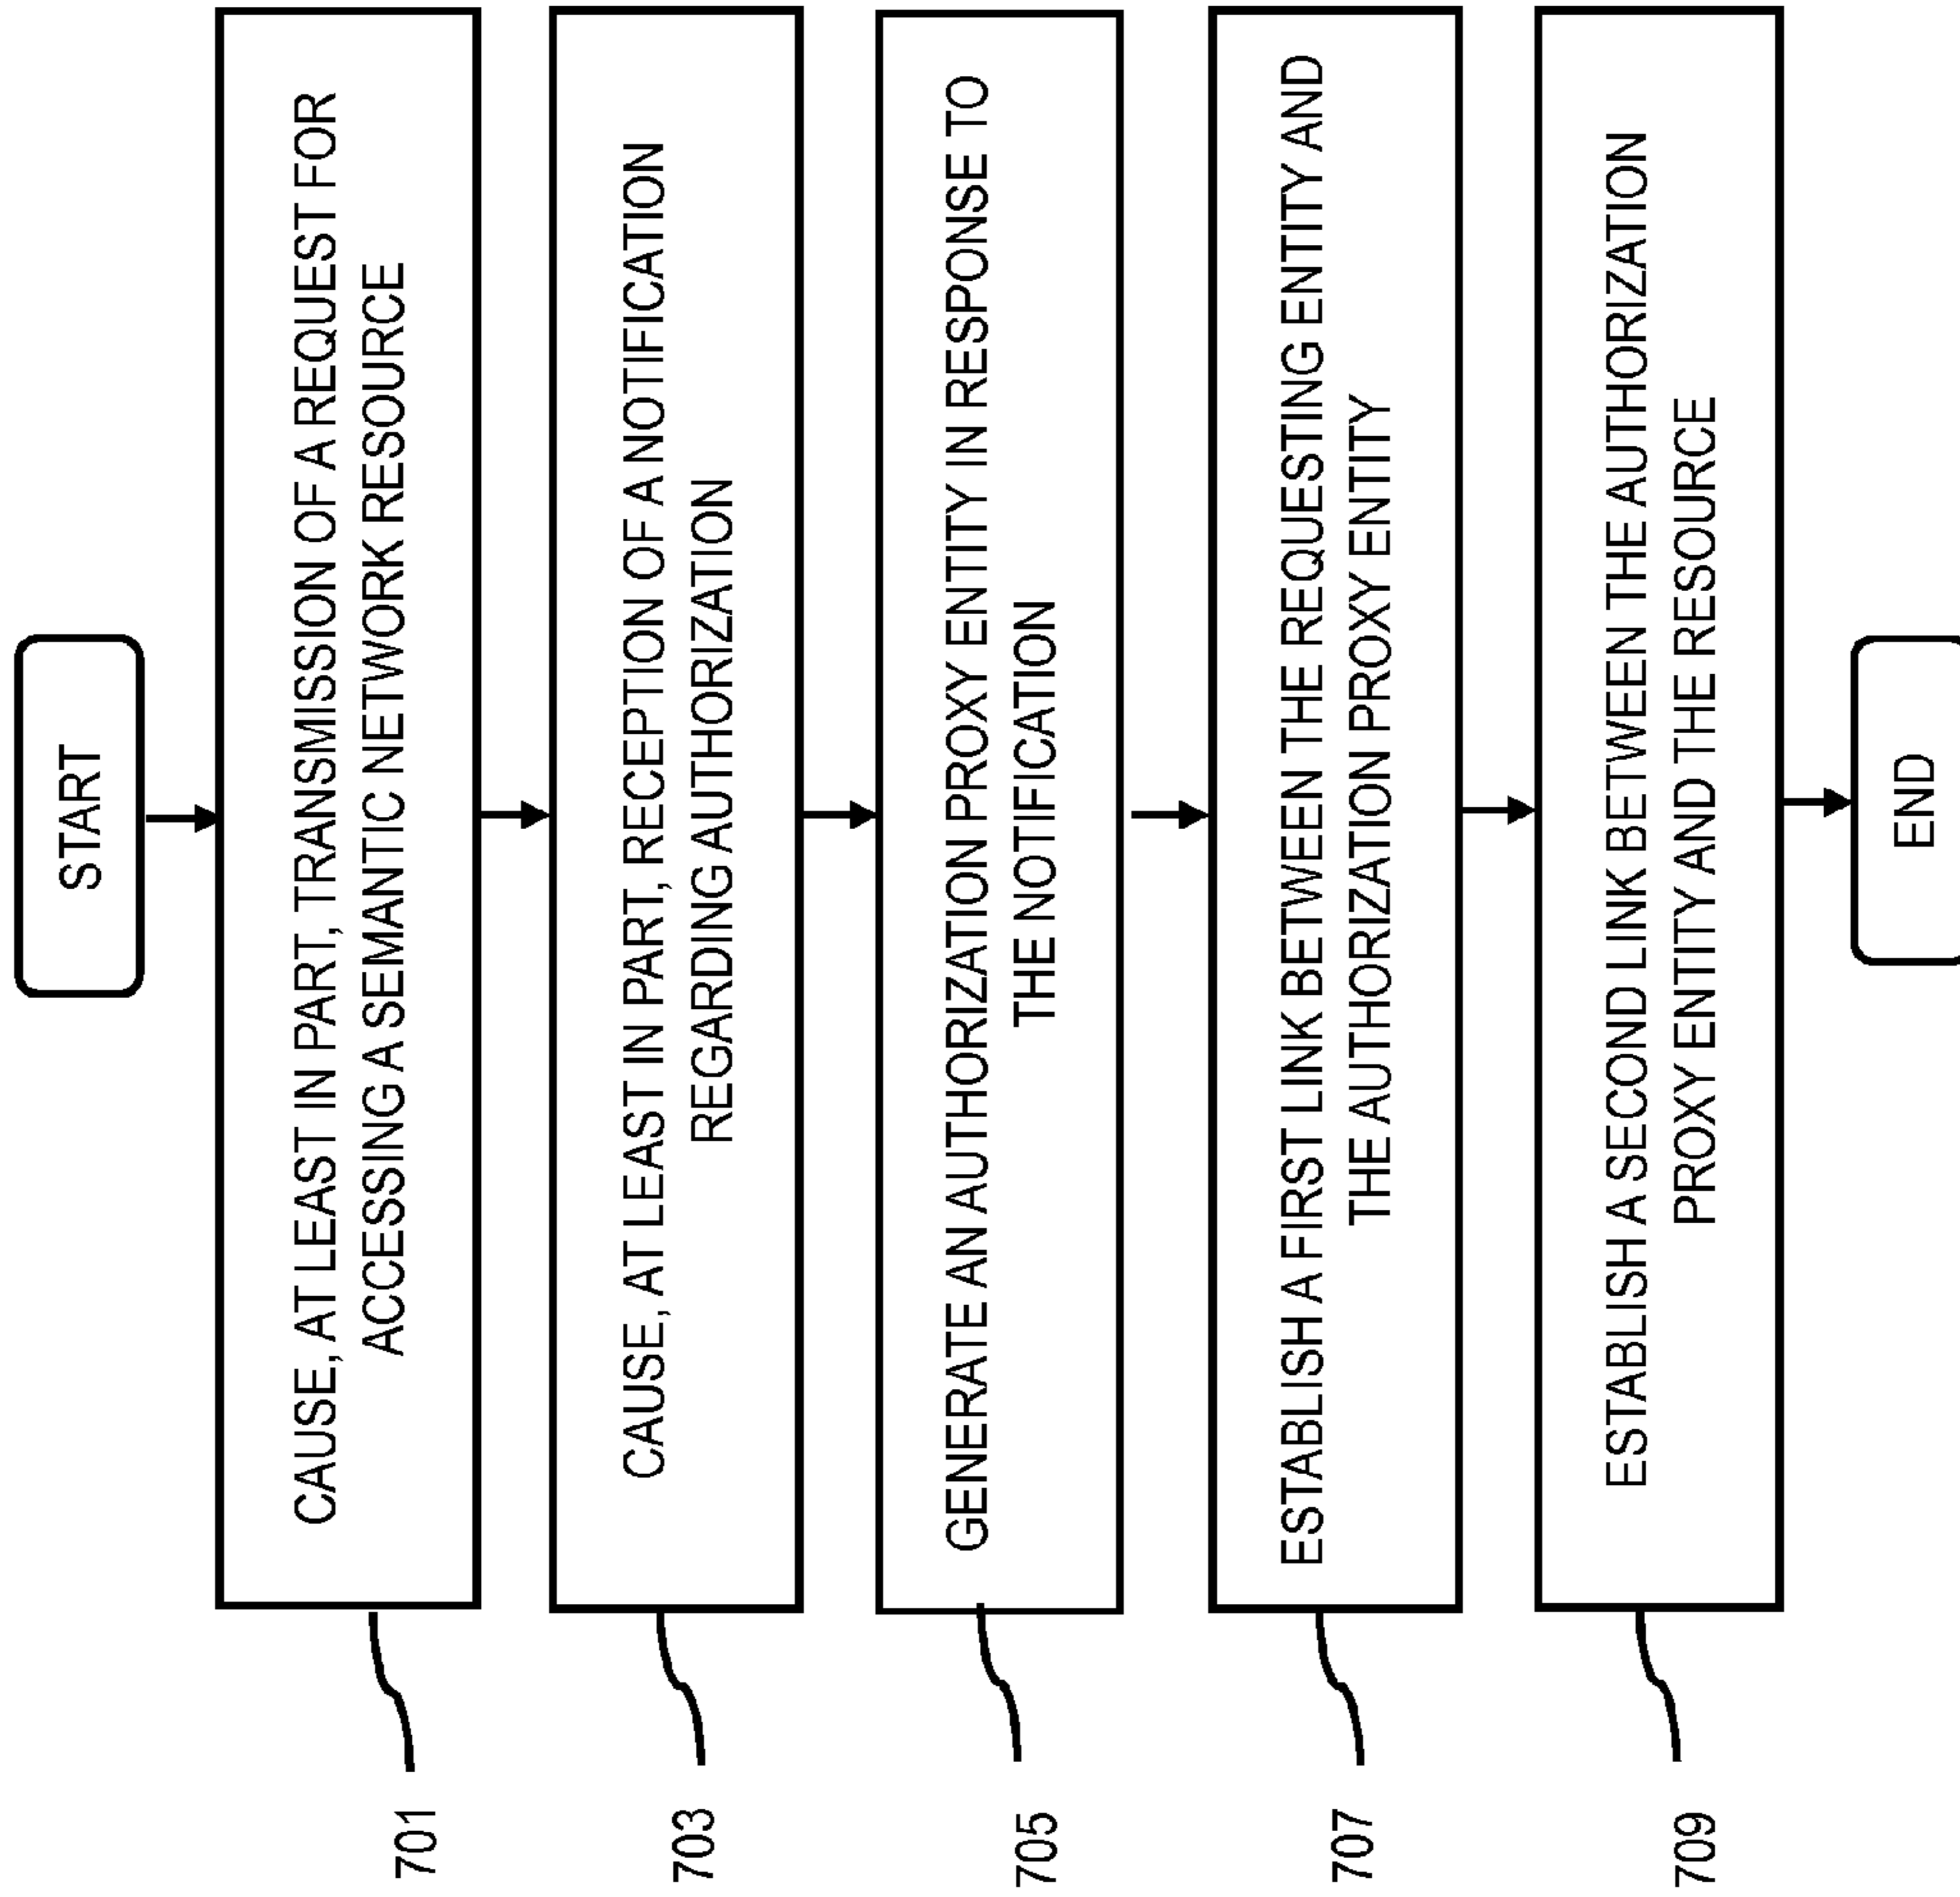 START
CAUSE, AT LEAST IN PART, TRANSMISSION OF A REQUEST FOR
ACCESSING A SEMANTIC NETWORK RESOURCE
701
CAUSE, AT LEAST IN PART, RECEPTION OF A NOTIFICATION
REGARDING AUTHORIZATION
703
GENERATE AN AUTHORIZATION PROXY ENTITY IN RESPONSE TO
THE NOTIFICATION
705
ESTABLISH A FIRST LINK BETWEEN THE REQUESTING ENTITY AND
THE AUTHORIZATION PROXY ENTITY
707
ESTABLISH A SECOND LINK BETWEEN THE AUTHORIZATION
PROXY ENTITY AND THE RESOURCE
709
END